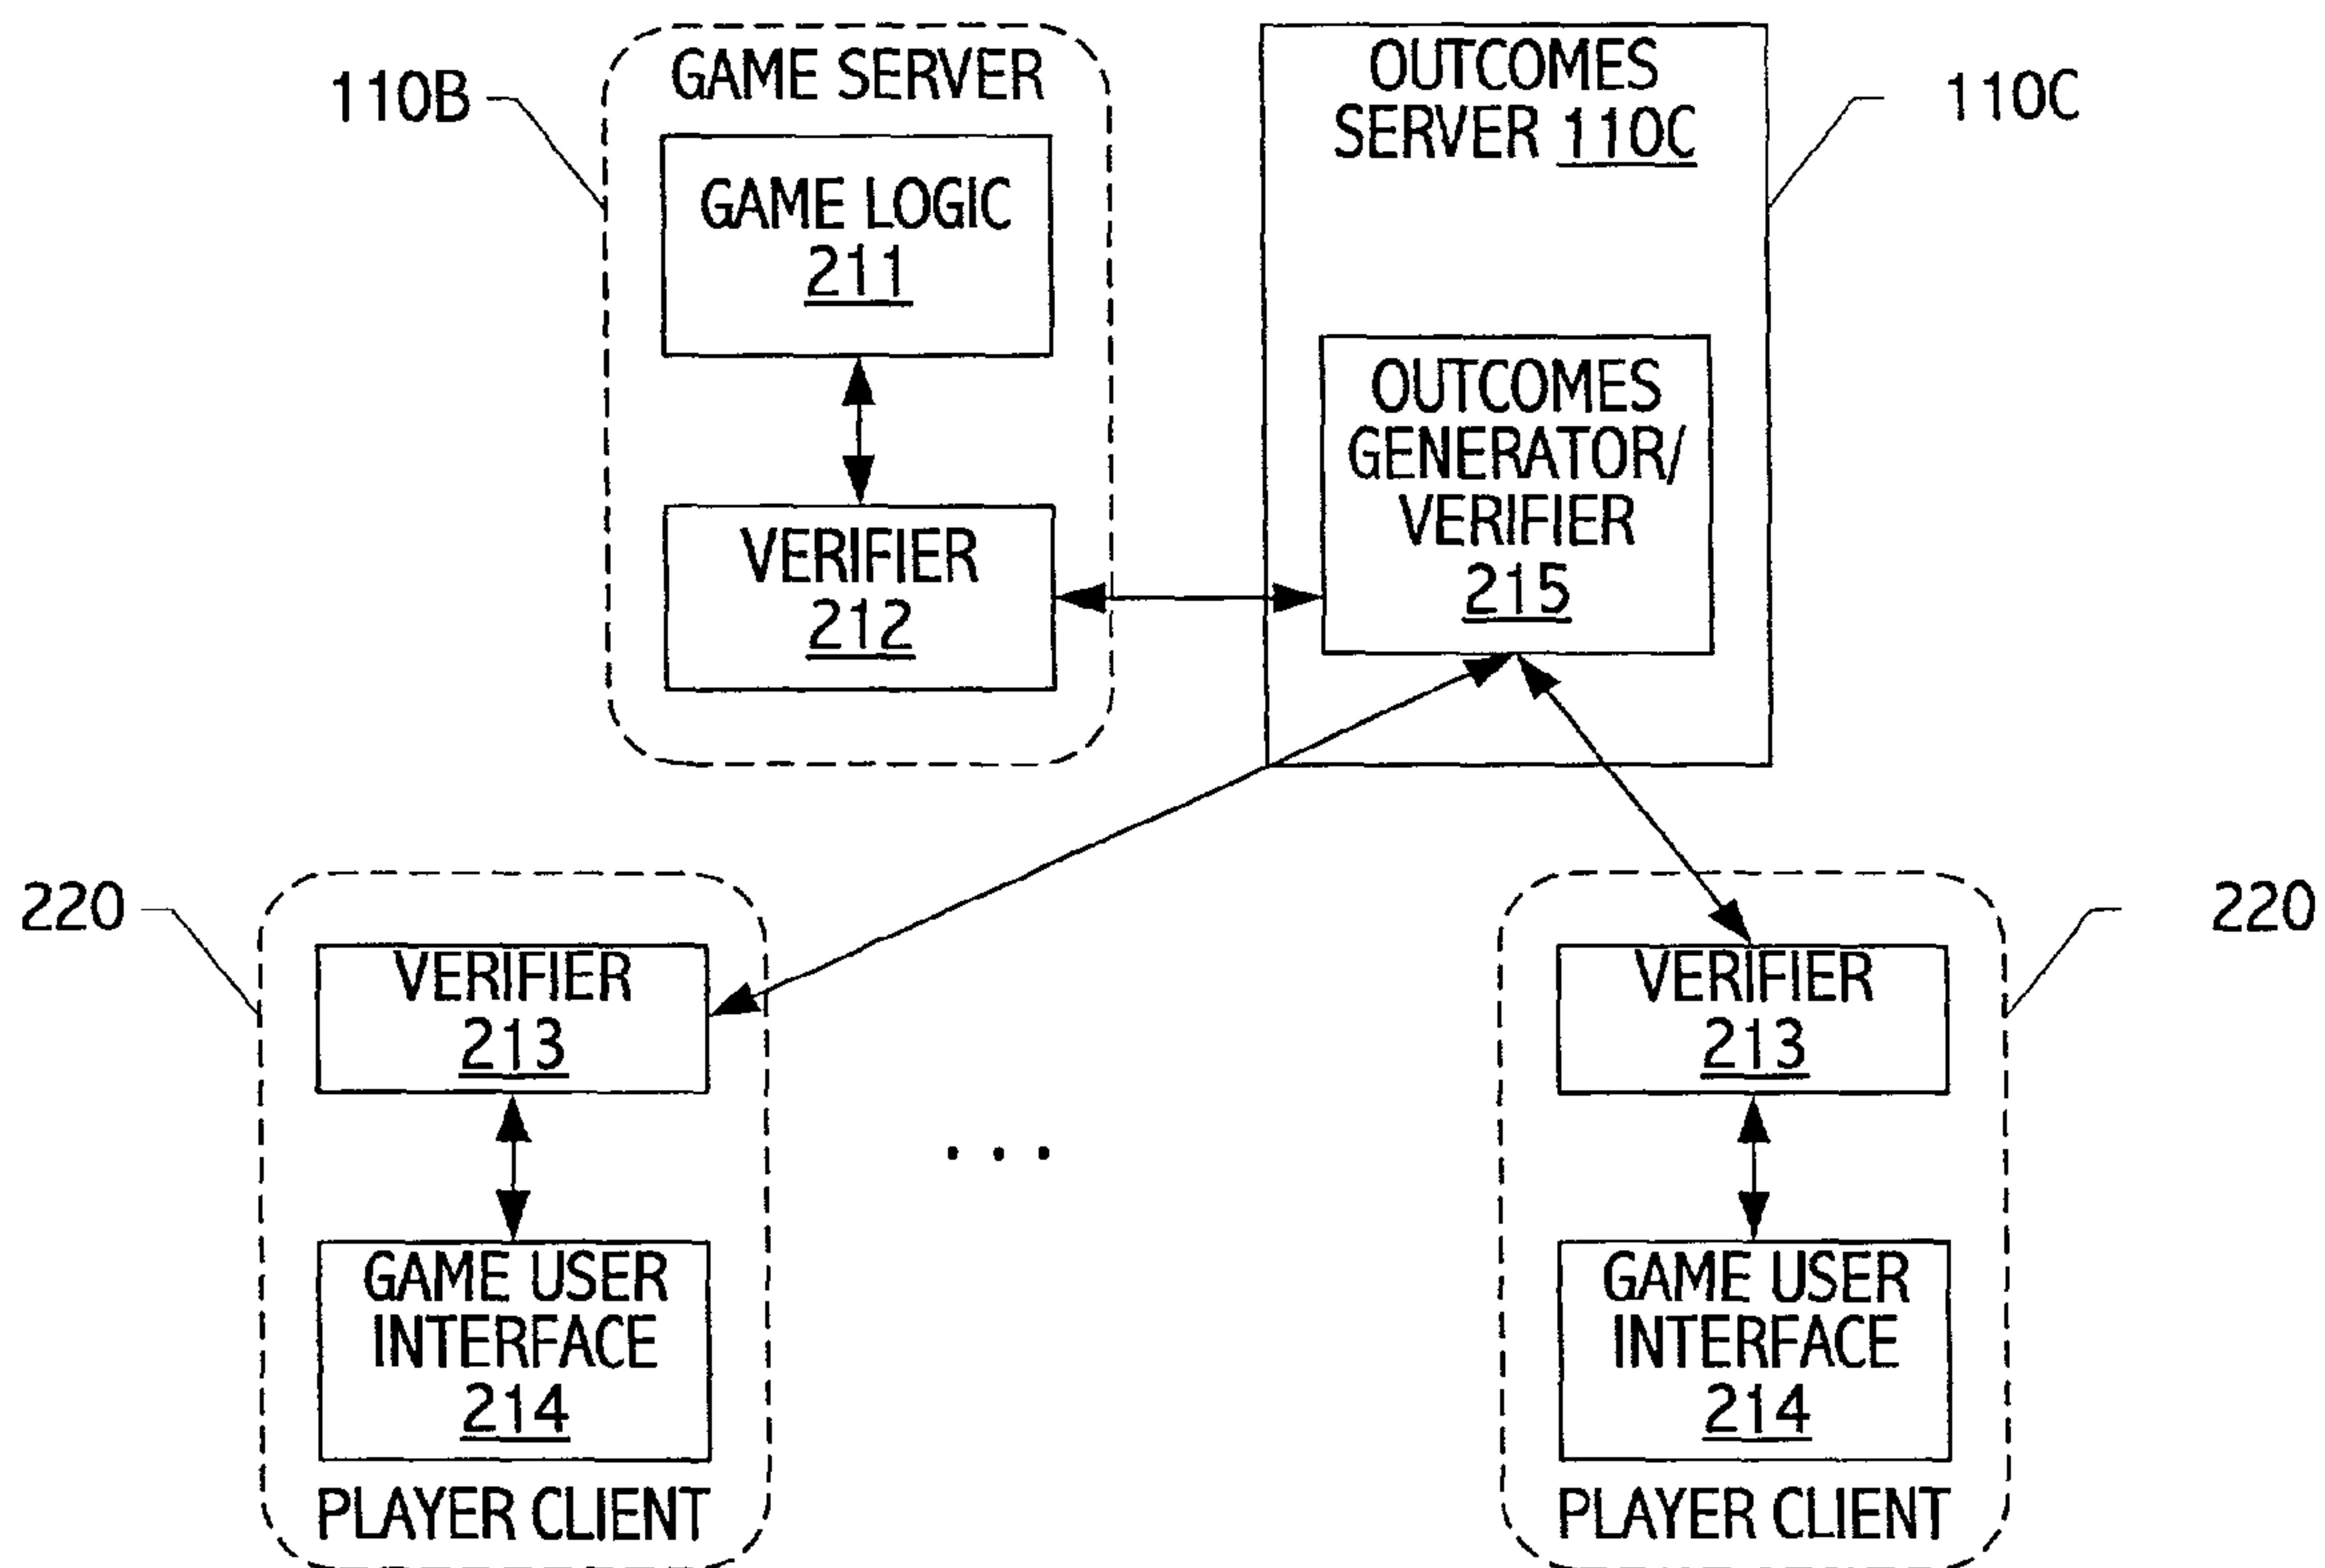 110B
GAME SERVER
GAME LOGIC
211
VERIFIER
212
OUTCOMES
SERVER 110C
110C
OUTCOMES
GENERATOR/
VERIFIER
215
220
VERIFIER
213
GAME USER
INTERFACE
214
PLAYER CLIENT
. . .
220
VERIFIER
213
GAME USER
INTERFACE
214
PLAYER CLIENT